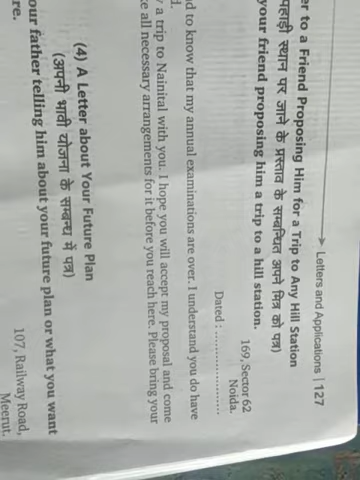 Letters and Applications | 127
er to a Friend Proposing Him for a Trip to Any Hill Station
पहाड़ी स्थान पर जाने के प्रस्ताव के सम्बन्धित अपने मित्र को पत्र)
your friend proposing him a trip to a hill station.
169, Sector 62
Noida.
Dated : ........................
ad to know that my annual examinations are over. I understand you do have
d.
y a trip to Nainital with you. I hope you will accept my proposal and come
ke all necessary arrangements for it before you reach here. Please bring your
(4) A Letter about Your Future Plan
(अपनी भावी योजना के सम्बन्ध में पत्र)
our father telling him about your future plan or what you want
re.
107, Railway Road,
Meerut.